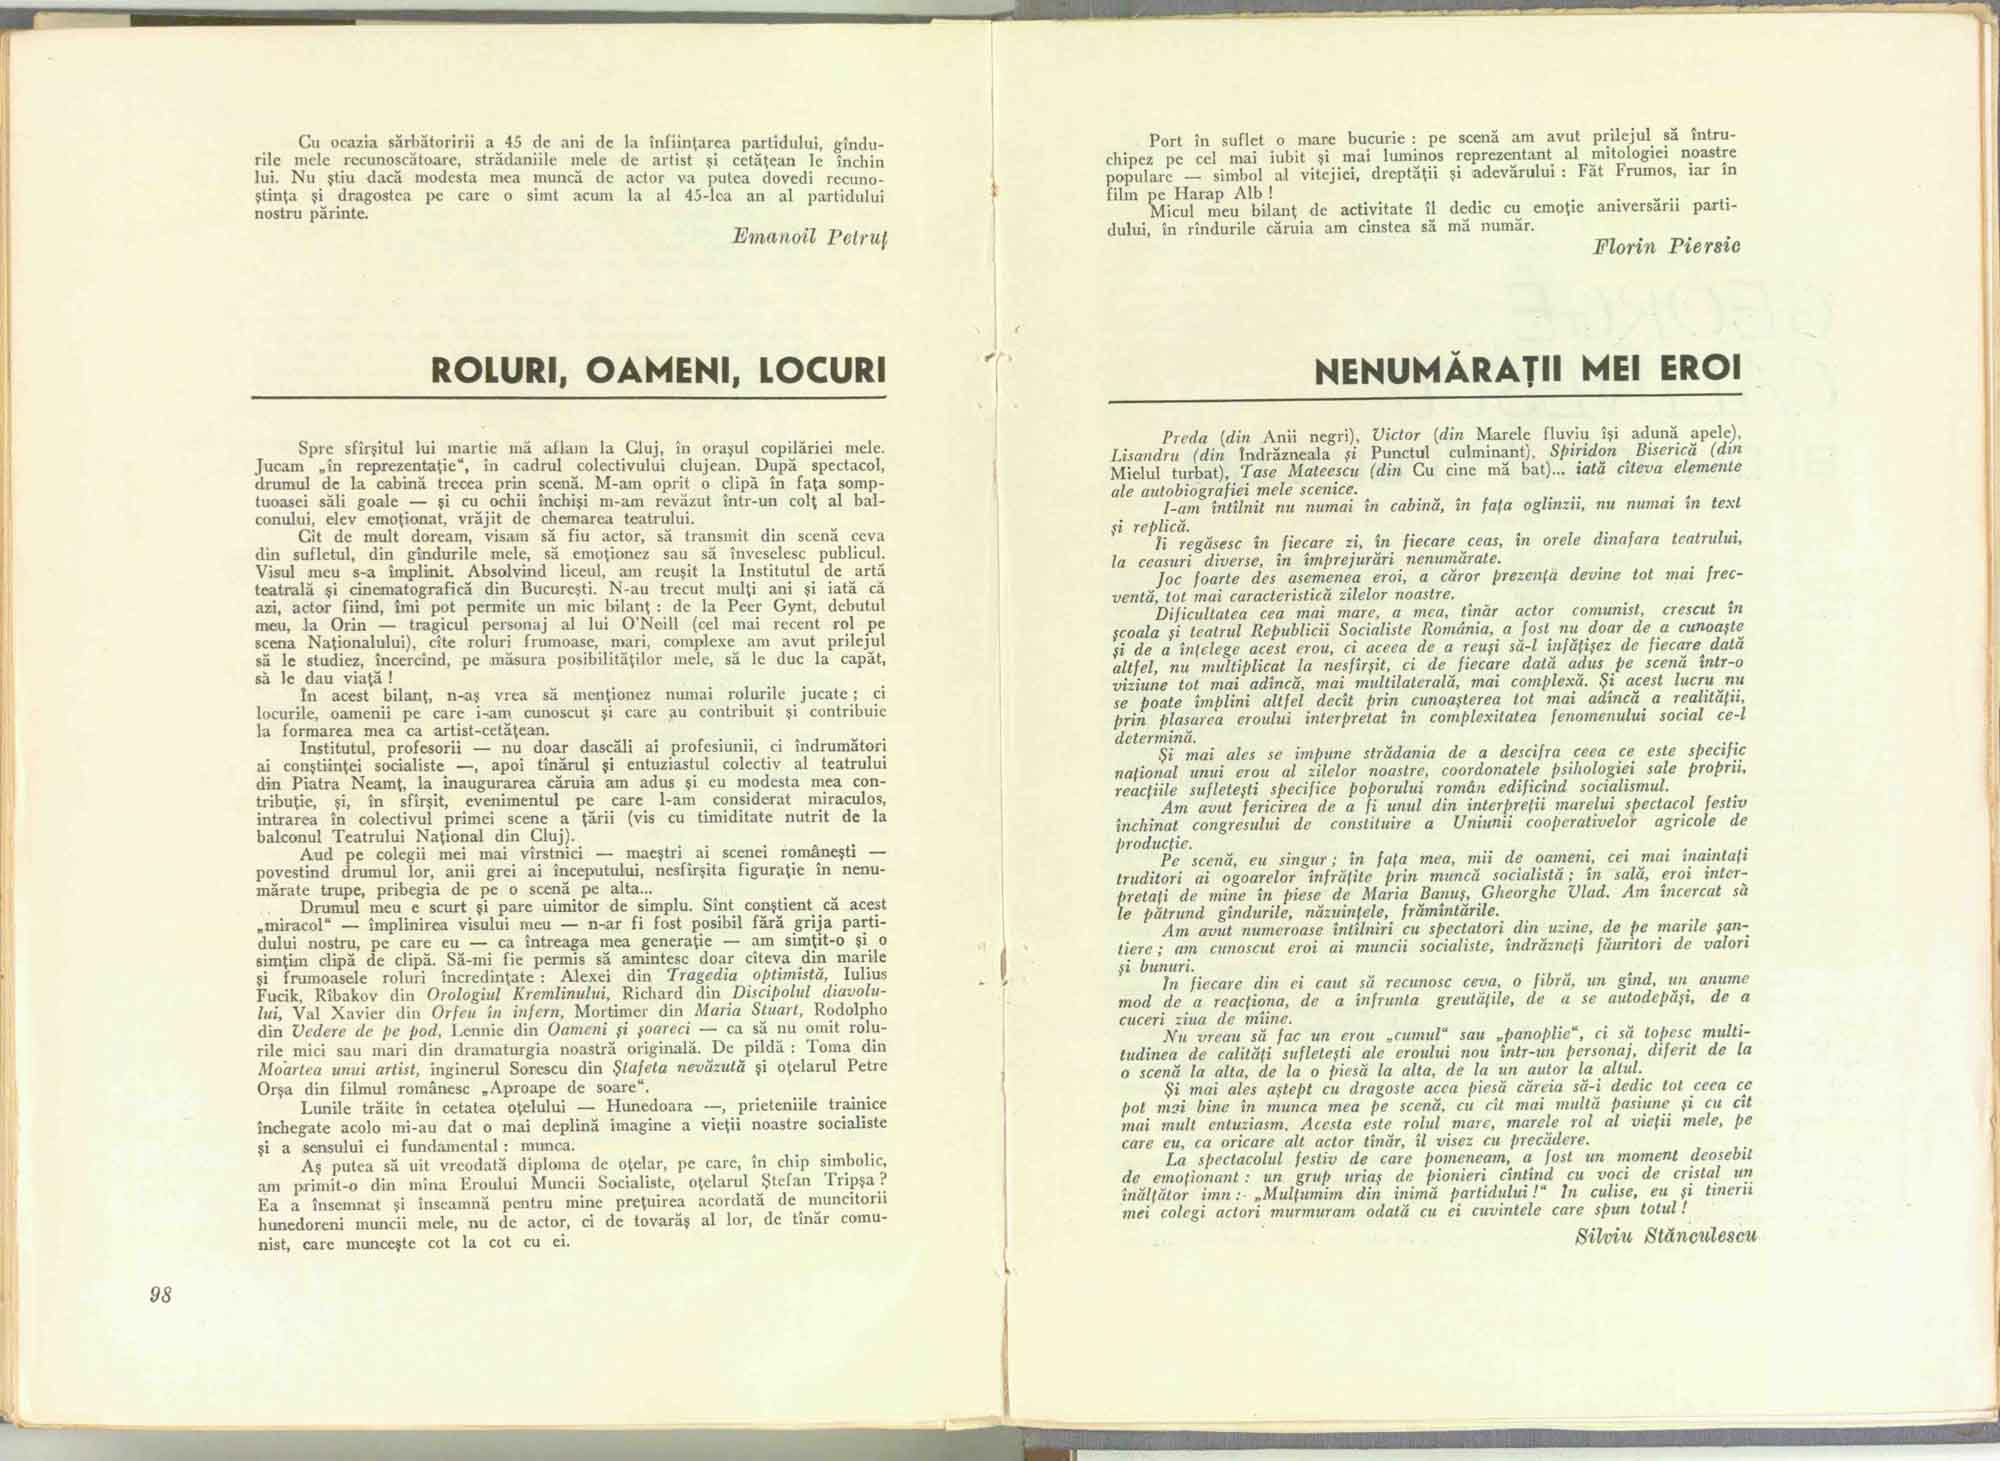 Cu ocazia sărbătoririi a 45 de ani de la înființarea partidului, gîndu-
rile mele recunoscătoare, strădaniile mele de artist și cetățean le închin
lui. Nu știu dacă modesta mea muncă de actor va putea dovedi recuno-
ștința și dragostea pe care o simt acum la al 45-lea an al partidului
nostru părinte.
Emanoil Petruț
ROLURI, OAMENI, LOCURI
Spre sfîrșitul lui martie mă aflam la Cluj, în orașul copilăriei mele.
Jucam „în reprezentație“, în cadrul colectivului clujean. După spectacol,
drumul de la cabină trecea prin scenă. M-am oprit o clipă în fața somp-
tuoasei săli goale — și cu ochii închiși m-am revăzut într-un colț al bal-
conului, elev emoționat, vrăjit de chemarea teatrului.
Cît de mult doream, visam să fiu actor, să transmit din scenă ceva
din sufletul, din gîndurile mele, să emoționez sau să înveselesc publicul.
Visul meu s-a împlinit. Absolvind liceul, am reușit la Institutul de artă
teatrală și cinematografică din București. N-au trecut mulți ani și iată că
azi, actor fiind, îmi pot permite un mic bilanț : de la Peer Gynt, debutul
meu, la Orin — tragicul personaj al lui O'Neill (cel mai recent rol pe
scena Naționalului), cîte roluri frumoase, mari, complexe am avut prilejul
să le studiez, încercînd, pe măsura posibilităților mele, să le duc la capăt,
să le dau viață !
În acest bilanț, n-aș vrea să menționez numai rolurile jucate ; ci
locurile, oamenii pe care i-am cunoscut și care au contribuit și contribuie
la formarea mea ca artist-cetățean.
Institutul, profesorii — nu doar dascăli ai profesiunii, ci îndrumători
ai conștiinței socialiste —, apoi tînărul și entuziastul colectiv al teatrului
din Piatra Neamț, la inaugurarea căruia am adus și eu modesta mea con-
tribuție, și, în sfîrșit, evenimentul pe care l-am considerat miraculos,
intrarea în colectivul primei scene a țării (vis cu timiditate nutrit de la
balconul Teatrului Național din Cluj).
Aud pe colegii mei mai vîrstnici — maeștri ai scenei românești —
povestind drumul lor, anii grei ai începutului, nesfîrșita figurație în nenu-
mărate trupe, pribegia de pe o scenă pe alta...
Drumul meu e scurt și pare uimitor de simplu. Sînt conștient că acest
„miracol“ — împlinirea visului meu — n-ar fi fost posibil fără grija parti-
dului nostru, pe care eu — ca întreaga mea generație — am simțit-o și o
simțim clipă de clipă. Să-mi fie permis să amintesc doar cîteva din marile
și frumoasele roluri încredințate : Alexei din Tragedia optimistă, Iulius
Fucik, Rîbakov din Orologiul Kremlinului, Richard din Discipolul diavolu-
lui, Val Xavier din Orfeu în infern, Mortimer din Maria Stuart, Rodolpho
din Vedere de pe pod, Lennie din Oameni și șoareci — ca să nu omit rolu-
rile mici sau mari din dramaturgia noastră originală. De pildă : Toma din
Moartea unui artist, inginerul Sorescu din Ștafeta nevăzută și oțelarul Petre
Orșa din filmul românesc „Aproape de soare“.
Lunile trăite în cetatea oțelului — Hunedoara —, prieteniile trainice
închegate acolo mi-au dat o mai deplină imagine a vieții noastre socialiste
și a sensului ei fundamental : munca.
Aș putea să uit vreodată diploma de oțelar, pe care, în chip simbolic,
am primit-o din mîna Eroului Muncii Socialiste, oțelarul Ștefan Tripșa ?
Ea a însemnat și înseamnă pentru mine prețuirea acordată de muncitorii
hunedoreni muncii mele, nu de actor, ci de tovarăș al lor, de tînăr comu-
nist, care muncește cot la cot cu ei.
98
Port în suflet o mare bucurie : pe scenă am avut prilejul să întru-
chipez pe cel mai iubit și mai luminos reprezentant al mitologiei noastre
populare — simbol al vitejiei, dreptății și adevărului : Făt Frumos, iar în
film pe Harap Alb !
Micul meu bilanț de activitate îl dedic cu emoție aniversării parti-
dului, în rîndurile căruia am cinstea să mă număr.
Florin Piersic
NENUMĂRAȚII MEI EROI
Preda (din Anii negri), Victor (din Marele fluviu își adună apele),
Lisandru (din Îndrăzneala și Punctul culminant), Spiridon Biserică (din
Mielul turbat), Tase Mateescu (din Cu cine mă bat)... iată cîteva elemente
ale autobiografiei mele scenice.
I-am întîlnit nu numai în cabină, în fața oglinzii, nu numai în text
și replică.
Îi regăsesc în fiecare zi, în fiecare ceas, în orele dinafara teatrului,
la ceasuri diverse, în împrejurări nenumărate.
Joc foarte des asemenea eroi, a căror prezență devine tot mai frec-
ventă, tot mai caracteristică zilelor noastre.
Dificultatea cea mai mare, a mea, tînăr actor comunist, crescut în
școala și teatrul Republicii Socialiste România, a fost nu doar de a cunoaște
și de a înțelege acest erou, ci aceea de a reuși să-l înfățișez de fiecare dată
altfel, nu multiplicat la nesfîrșit, ci de fiecare dată adus pe scenă într-o
viziune tot mai adîncă, mai multilaterală, mai complexă. Și acest lucru nu
se poate împlini altfel decît prin cunoașterea tot mai adîncă a realității,
prin plasarea eroului interpretat în complexitatea fenomenului social ce-l
determină.
Și mai ales se impune strădania de a descifra ceea ce este specific
național unui erou al zilelor noastre, coordonatele psihologiei sale proprii,
reacțiile sufletești specifice poporului român edificînd socialismul.
Am avut fericirea de a fi unul din interpreții marelui spectacol festiv
închinat congresului de constituire a Uniunii cooperativelor agricole de
producție.
Pe scenă, eu singur ; în fața mea, mii de oameni, cei mai înaintați
truditori ai ogoarelor înfrățite prin muncă socialistă ; în sală, eroi inter-
pretați de mine în piese de Maria Banuș, Gheorghe Vlad. Am încercat să
le pătrund gîndurile, năzuințele, frămîntările.
Am avut numeroase întîlniri cu spectatori din uzine, de pe marile șan-
tiere ; am cunoscut eroi ai muncii socialiste, îndrăzneți făuritori de valori
și bunuri.
În fiecare din ei caut să recunosc ceva, o fibră, un gînd, un anume
mod de a reacționa, de a înfrunta greutățile, de a se autodepăși, de a
cuceri ziua de mîine.
Nu vreau să fac un erou „cumul“ sau „panoplie“, ci să topesc multi-
tudinea de calități sufletești ale eroului nou într-un personaj, diferit de la
o scenă la alta, de la o piesă la alta, de la un autor la altul.
Și mai ales aștept cu dragoste acea piesă căreia să-i dedic tot ceea ce
pot mai bine în munca mea pe scenă, cu cît mai multă pasiune și cu cît
mai mult entuziasm. Acesta este rolul mare, marele rol al vieții mele, pe
care eu, ca oricare alt actor tînăr, îl visez cu precădere.
La spectacolul festiv de care pomeneam, a fost un moment deosebit
de emoționant : un grup uriaș de pionieri cîntînd cu voci de cristal un
înălțător imn : „Mulțumim din inimă partidului !“ În culise, eu și tinerii
mei colegi actori murmuram odată cu ei cuvintele care spun totul !
Silviu Stănculescu